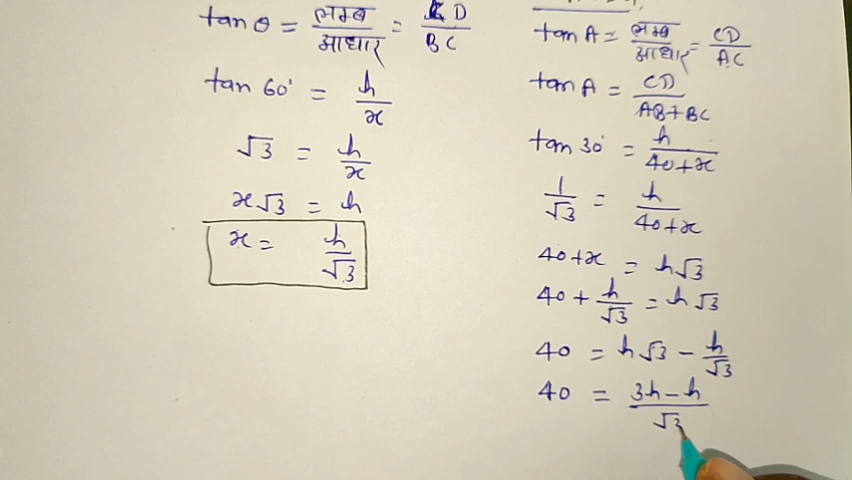 tan θ = लम्ब/आधार = CD/BC
tan 60° = h/x
√3 = h/x
x√3 = h
x = h/√3
tan A = लम्ब/आधार = CD/AC
tan A = CD/AB+BC
tan 30° = h/40+x
1/√3 = h/40+x
40+x = h√3
40 + h/√3 = h√3
40 = h√3 - h/√3
40 = 3h-h/√3